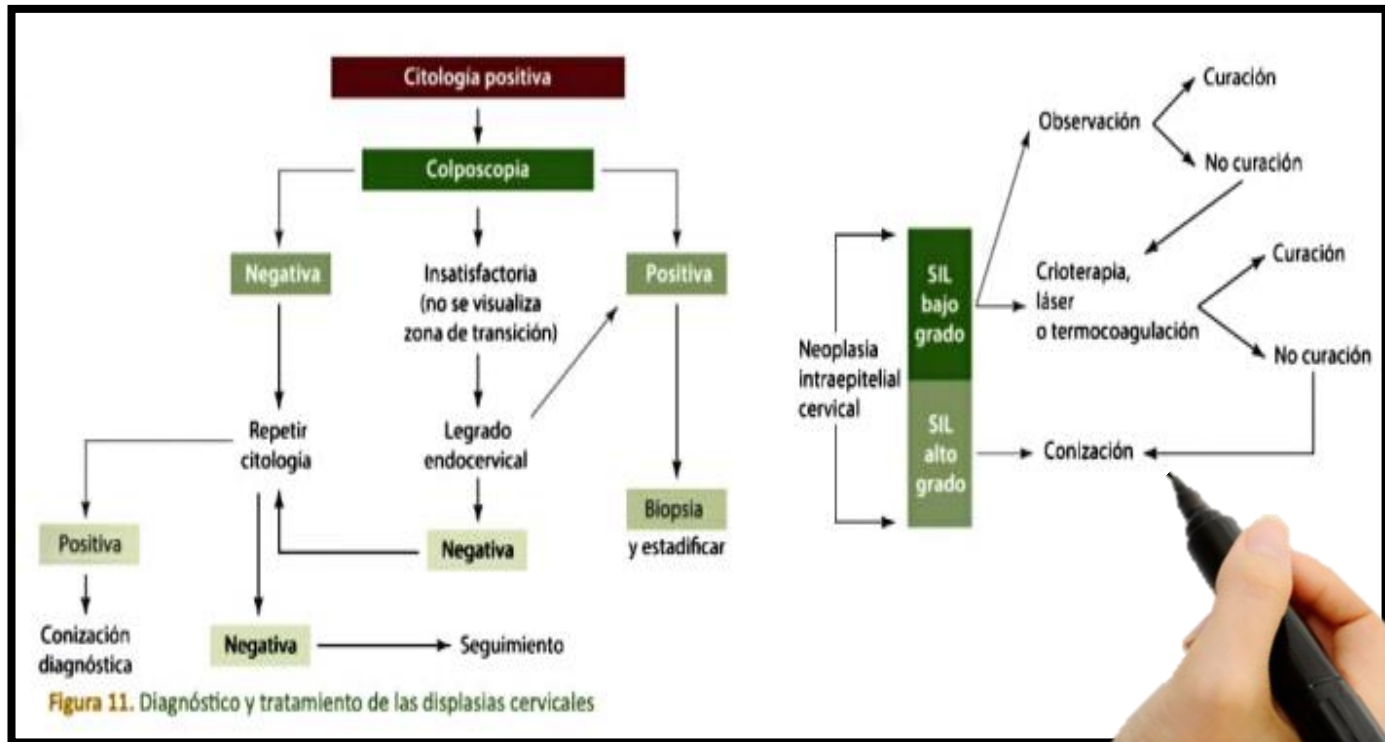 Citología positiva
Colposcopia
Negativa
Insatisfactoria
(no se visualiza
zona de transición)
Positiva
Repetir
citología
Legrado
endocervical
Biopsia
y estadificar
Positiva
Negativa
Conización
diagnóstica
Negativa
Seguimiento
Figura 11. Diagnóstico y tratamiento de las displasias cervicales
Neoplasia
intraepitelial
cervical
SIL
bajo
grado
SIL
alto
grado
Observación
Curación
No curación
Crioterapia,
láser
o termocoagulación
Curación
No curación
Conización